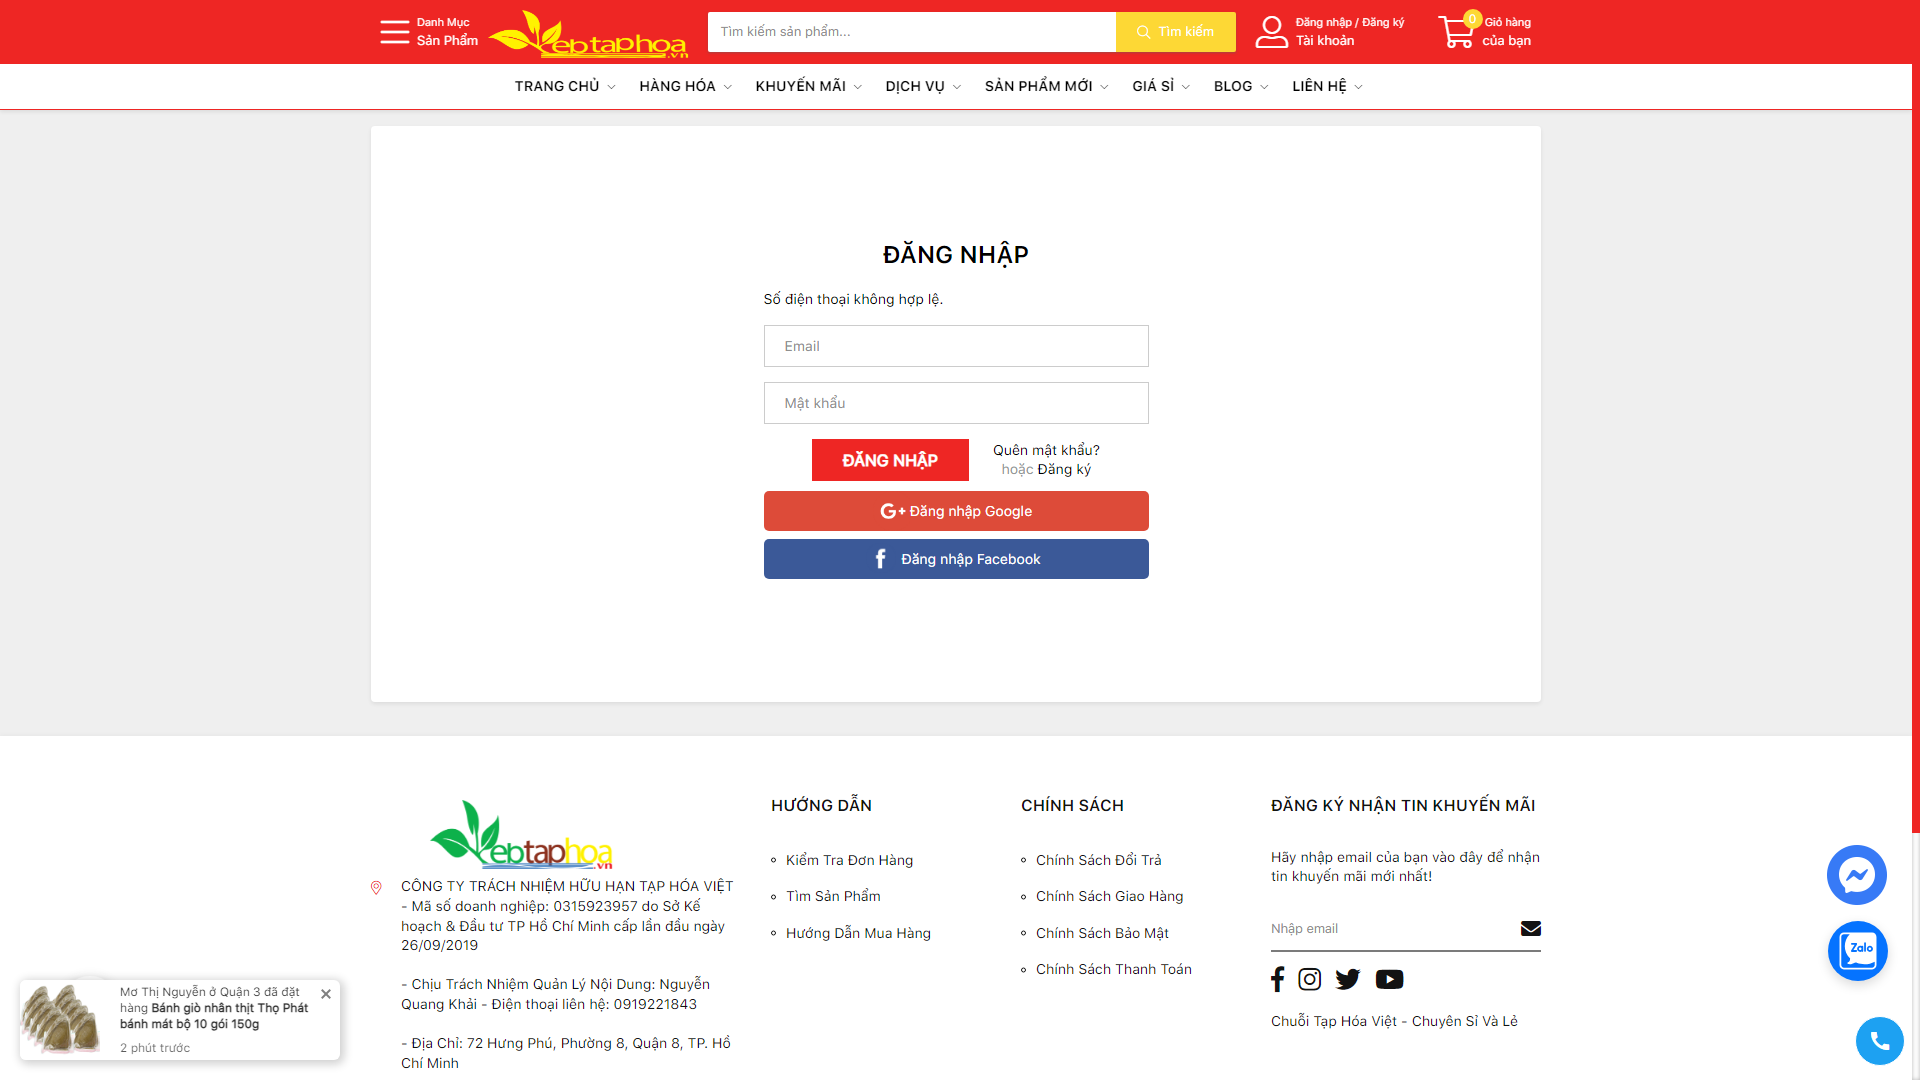 Danh Mục
Sản Phẩm
ebtaphoa
.vn
Tìm kiếm sản phẩm...
Tìm kiếm
Đăng nhập / Đăng ký
Tài khoản
0
Giỏ hàng
của bạn
TRANG CHỦ
HÀNG HÓA
KHUYẾN MÃI
DỊCH VỤ
SẢN PHẨM MỚI
GIÁ SỈ
BLOG
LIÊN HỆ
ĐĂNG NHẬP
Số điện thoại không hợp lệ.
Email
Mật khẩu
ĐĂNG NHẬP
Quên mật khẩu?
hoặc Đăng ký
G+ Đăng nhập Google
f Đăng nhập Facebook
ebtaphoa
.vn
CÔNG TY TRÁCH NHIỆM HỮU HẠN TẠP HÓA VIỆT
- Mã số doanh nghiệp: 0315923957 do Sở Kế
hoạch & Đầu tư TP Hồ Chí Minh cấp lần đầu ngày
26/09/2019
- Chịu Trách Nhiệm Quản Lý Nội Dung: Nguyễn
Quang Khải - Điện thoại liên hệ: 0919221843
- Địa Chỉ: 72 Hưng Phú, Phường 8, Quận 8, TP. Hồ
Chí Minh
HƯỚNG DẪN
Kiểm Tra Đơn Hàng
Tìm Sản Phẩm
Hướng Dẫn Mua Hàng
CHÍNH SÁCH
Chính Sách Đổi Trả
Chính Sách Giao Hàng
Chính Sách Bảo Mật
Chính Sách Thanh Toán
ĐĂNG KÝ NHẬN TIN KHUYẾN MÃI
Hãy nhập email của bạn vào đây để nhận
tin khuyến mãi mới nhất!
Nhập email
Chuỗi Tạp Hóa Việt - Chuyên Sỉ Và Lẻ
Zalo
Mơ Thị Nguyễn ở Quận 3 đã đặt
hàng Bánh giò nhân thịt Thọ Phát
bánh mát bộ 10 gói 150g
2 phút trước